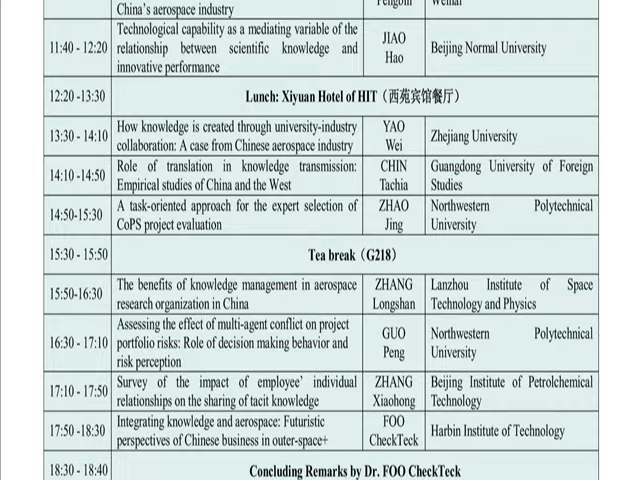 China's aerospace industry
11:40 - 12:20
Technological capability as a mediating variable of the
relationship between scientific knowledge and
innovative performance
JIAO
Hao
Beijing Normal University
12:20 -13:30
Lunch: Xiyuan Hotel of HIT（西苑宾馆餐厅）
13:30 - 14:10
How knowledge is created through university-industry
collaboration: A case from Chinese aerospace industry
YAO
Wei
Zhejiang University
14:10 -14:50
Role of translation in knowledge transmission:
Empirical studies of China and the West
CHIN
Tachia
Guangdong University of Foreign
Studies
14:50-15:30
A task-oriented approach for the expert selection of
CoPS project evaluation
ZHAO
Jing
Northwestern Polytechnical
University
15:30 - 15:50
Tea break（G218）
15:50-16:30
The benefits of knowledge management in aerospace
research organization in China
ZHANG
Longshan
Lanzhou Institute of Space
Technology and Physics
16:30 - 17:10
Assessing the effect of multi-agent conflict on project
portfolio risks: Role of decision making behavior and
risk perception
GUO
Peng
Northwestern Polytechnical
University
17:10 - 17:50
Survey of the impact of employee' individual
relationships on the sharing of tacit knowledge
ZHANG
Xiaohong
Beijing Institute of Petrolchemical
Technology
17:50 -18:30
Integrating knowledge and aerospace: Futuristic
perspectives of Chinese business in outer-space+
FOO
CheckTeck
Harbin Institute of Technology
18:30 - 18:40
Concluding Remarks by Dr. FOO CheckTeck